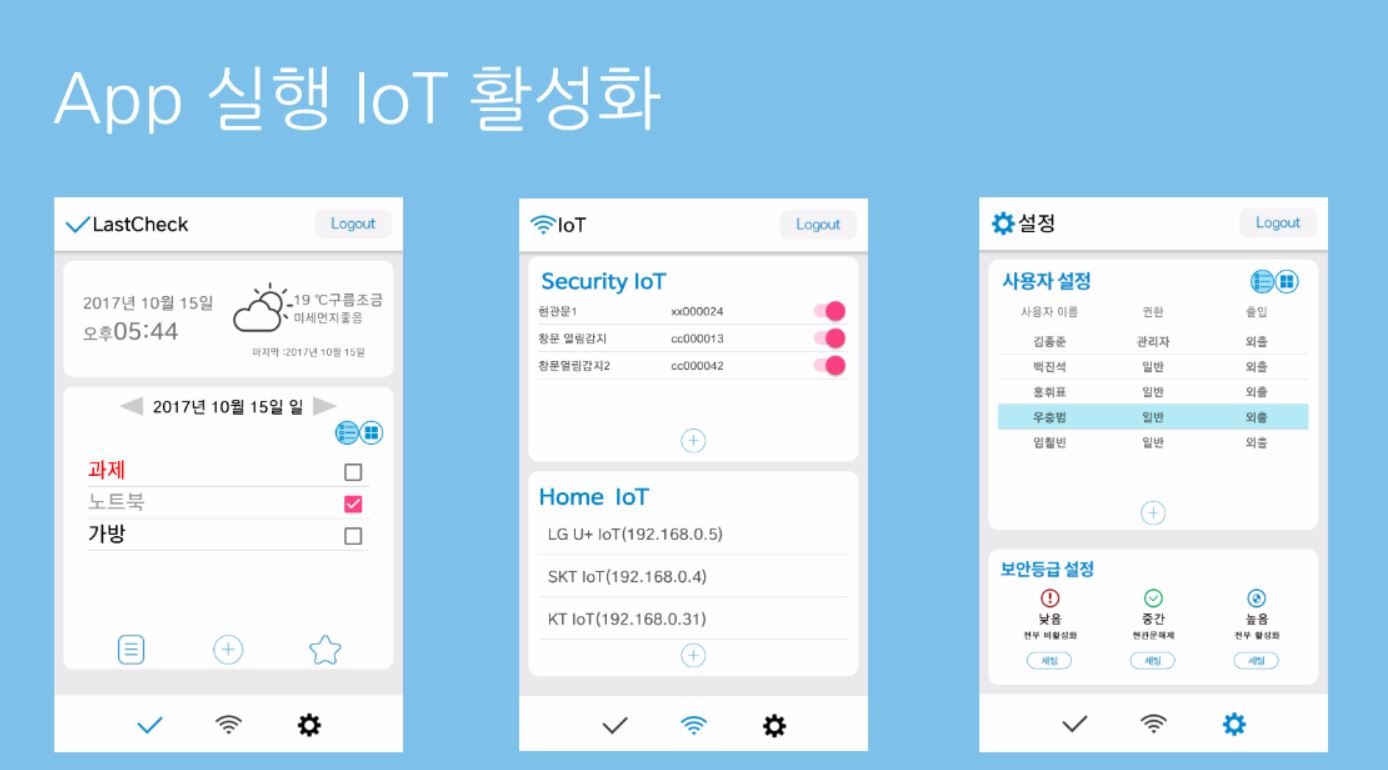 App 실행 IoT 활성화
LastCheck
Logout
2017년 10월 15일
오후05:44
19 ℃구름조금
미세먼지좋음
마지막 :2017년 10월 15일
2017년 10월 15일 일
과제
노트북
가방
IoT
Logout
Security IoT
현관문1 xx000024
창문 열림감지 cc000013
창문열림감지2 cc000042
Home IoT
LG U+ IoT(192.168.0.5)
SKT IoT(192.168.0.4)
KT IoT(192.168.0.31)
설정
Logout
사용자 설정
사용자 이름 권한 출입
김종준 관리자 외출
백진석 일반 외출
홍휘표 일반 외출
우충범 일반 외출
임철빈 일반 외출
보안등급 설정
낮음 중간 높음
전부 비활성화 현관문해제 전부 활성화
세팅 세팅 세팅